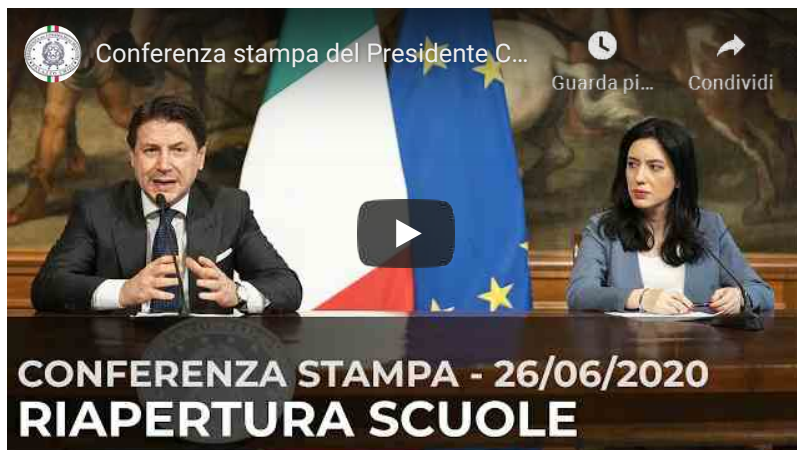 Conferenza stampa del Presidente C...
Guarda pi...
Condividi
CONFERENZA STAMPA - 26/06/2020
RIAPERTURA SCUOLE